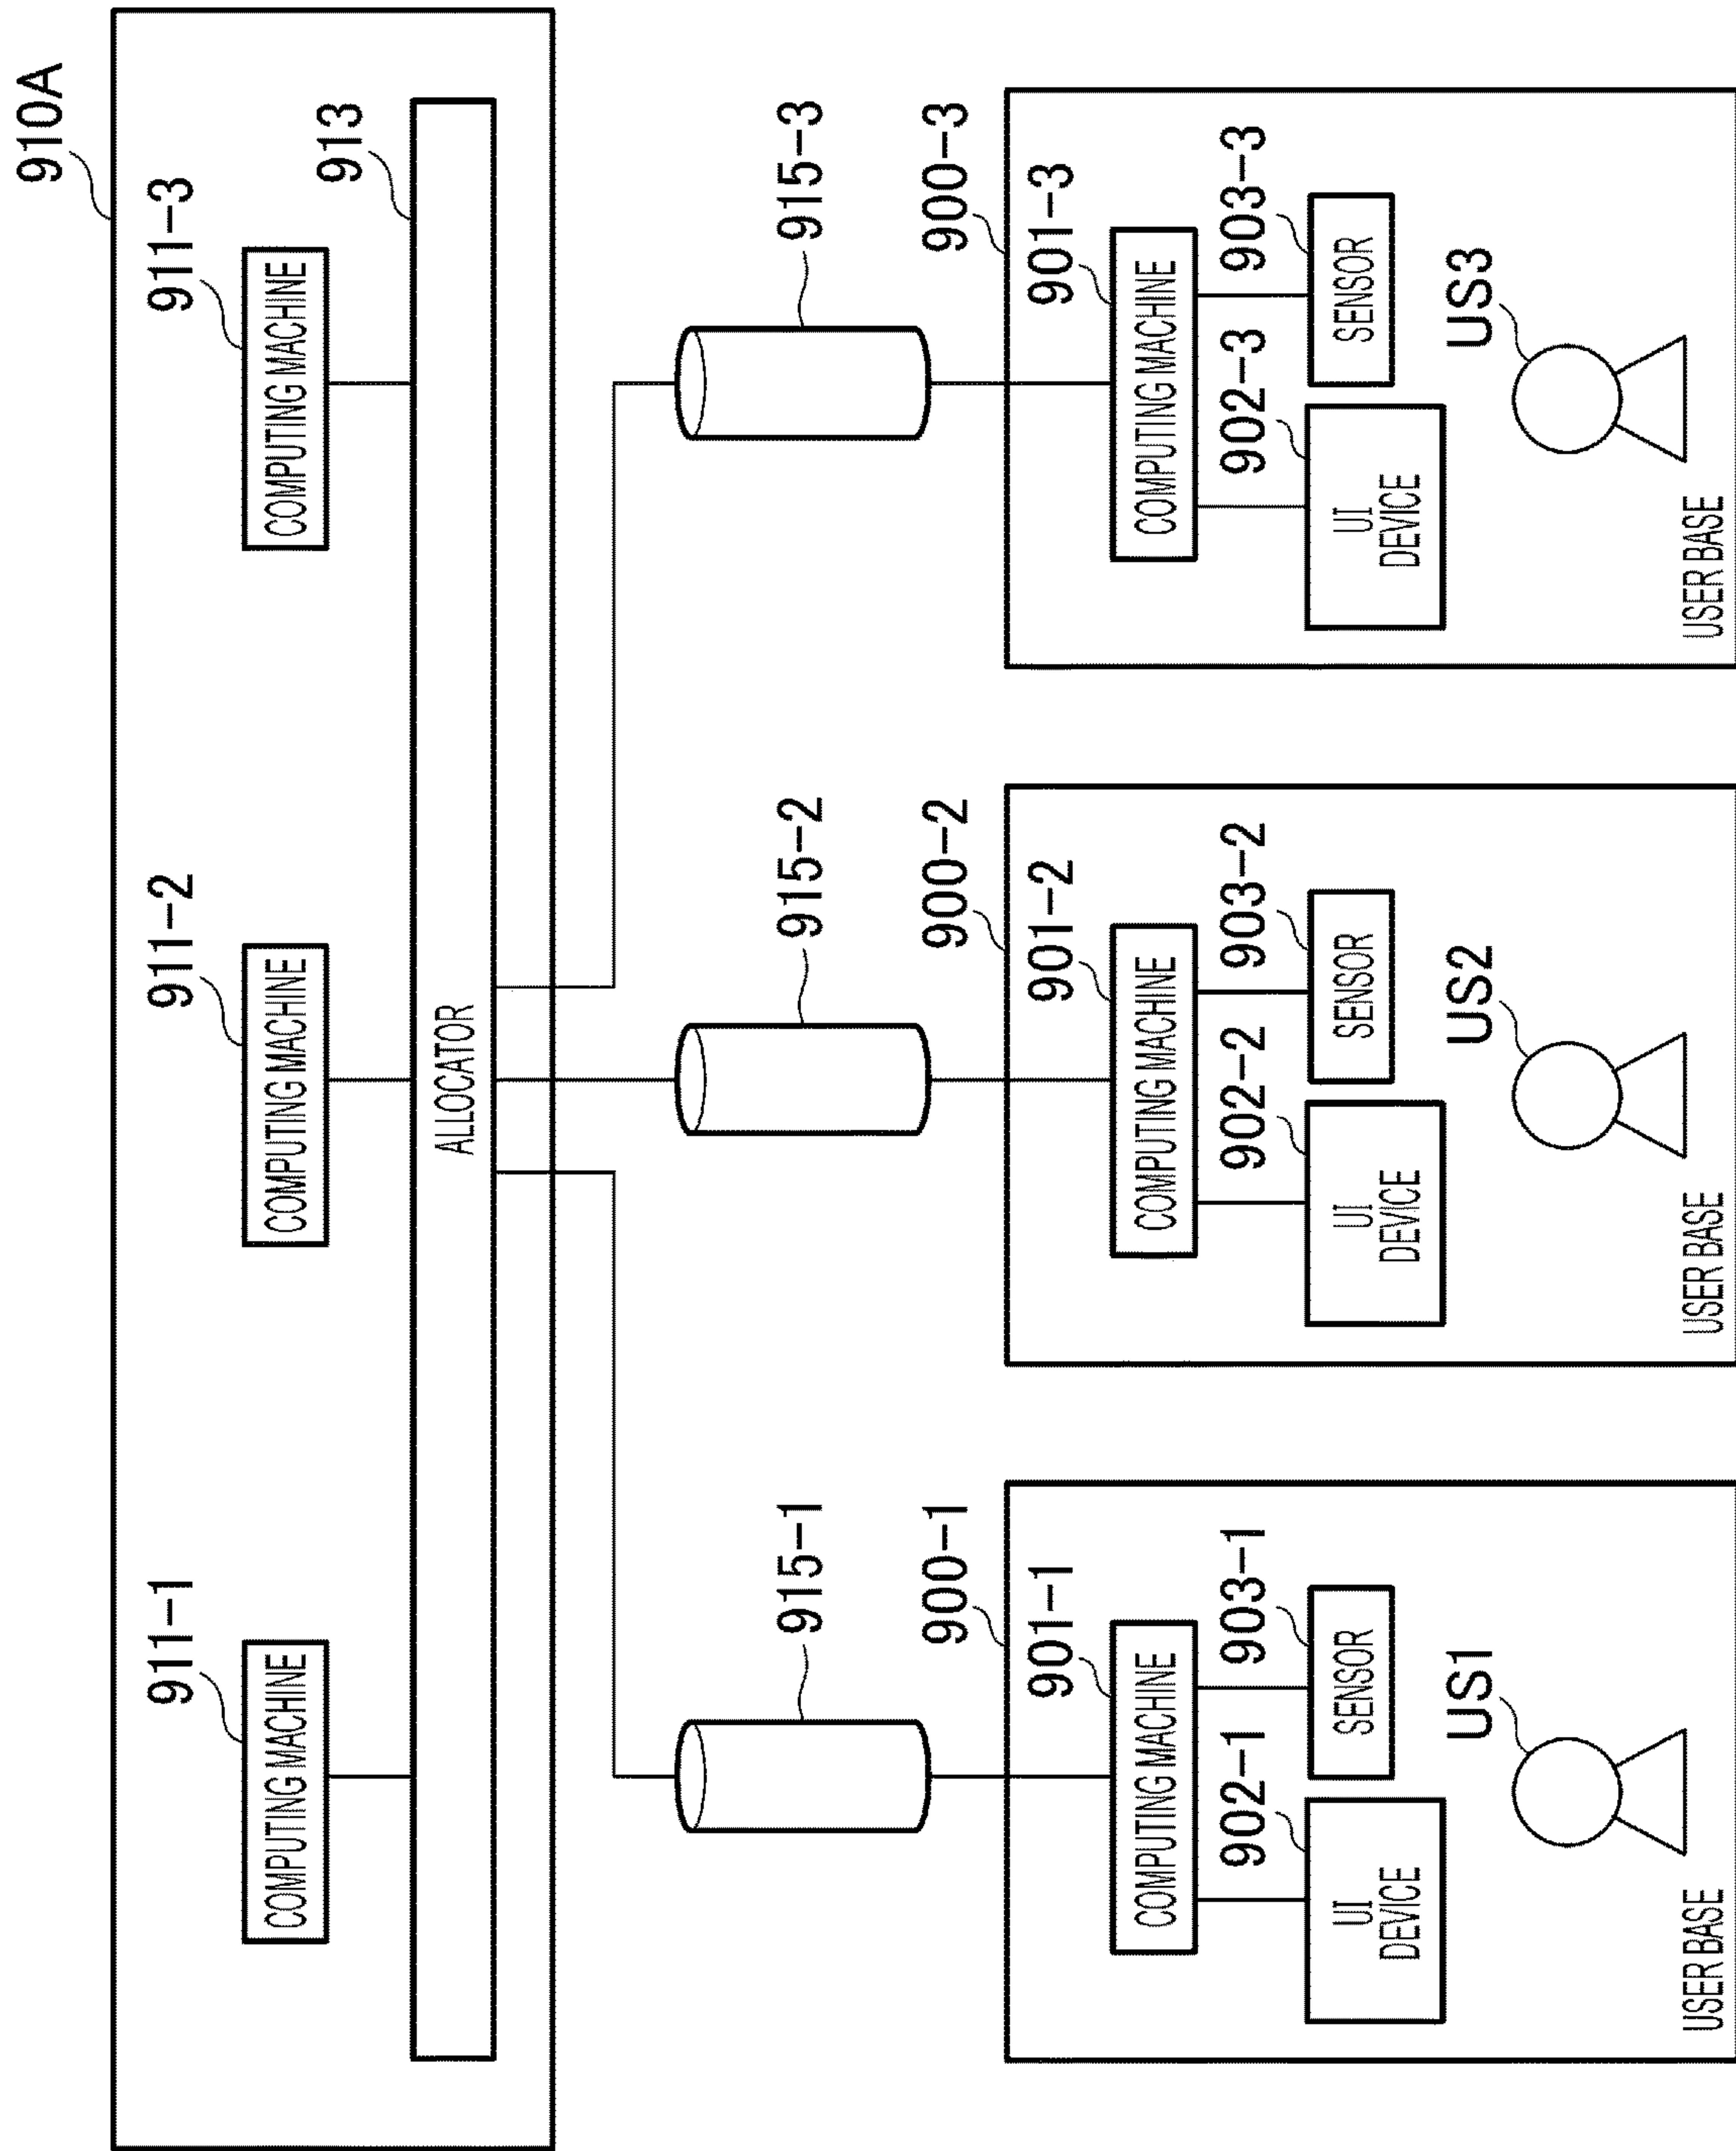 910A
911-1
911-2
911-3
COMPUTING MACHINE
COMPUTING MACHINE
COMPUTING MACHINE
913
ALLOCATOR
915-1
915-2
915-3
900-1
901-1
COMPUTING MACHINE
902-1
903-1
UI
DEVICE
SENSOR
US1
USER BASE
900-2
901-2
COMPUTING MACHINE
902-2
903-2
UI
DEVICE
SENSOR
US2
USER BASE
900-3
901-3
COMPUTING MACHINE
902-3
903-3
UI
DEVICE
SENSOR
US3
USER BASE